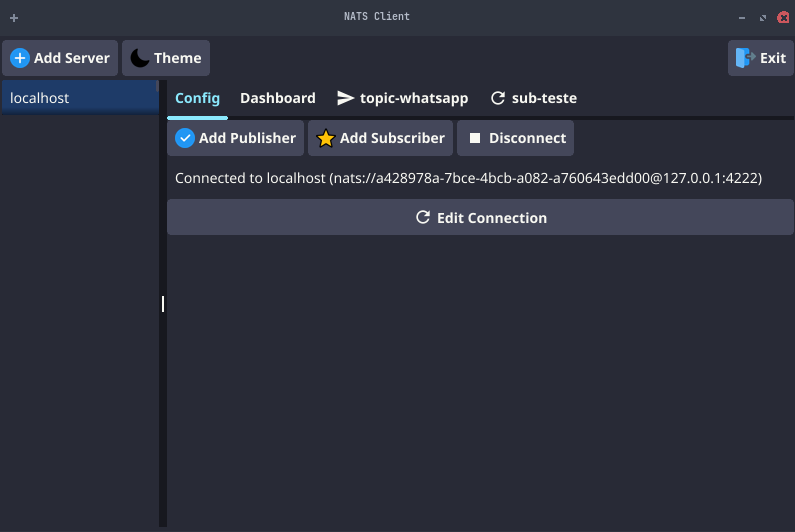 NATS Client
Add Server Theme Exit
localhost
Config Dashboard topic-whatsapp sub-teste
Add Publisher Add Subscriber Disconnect
Connected to localhost (nats://a428978a-7bce-4bcb-a082-a760643edd00@127.0.0.1:4222)
Edit Connection